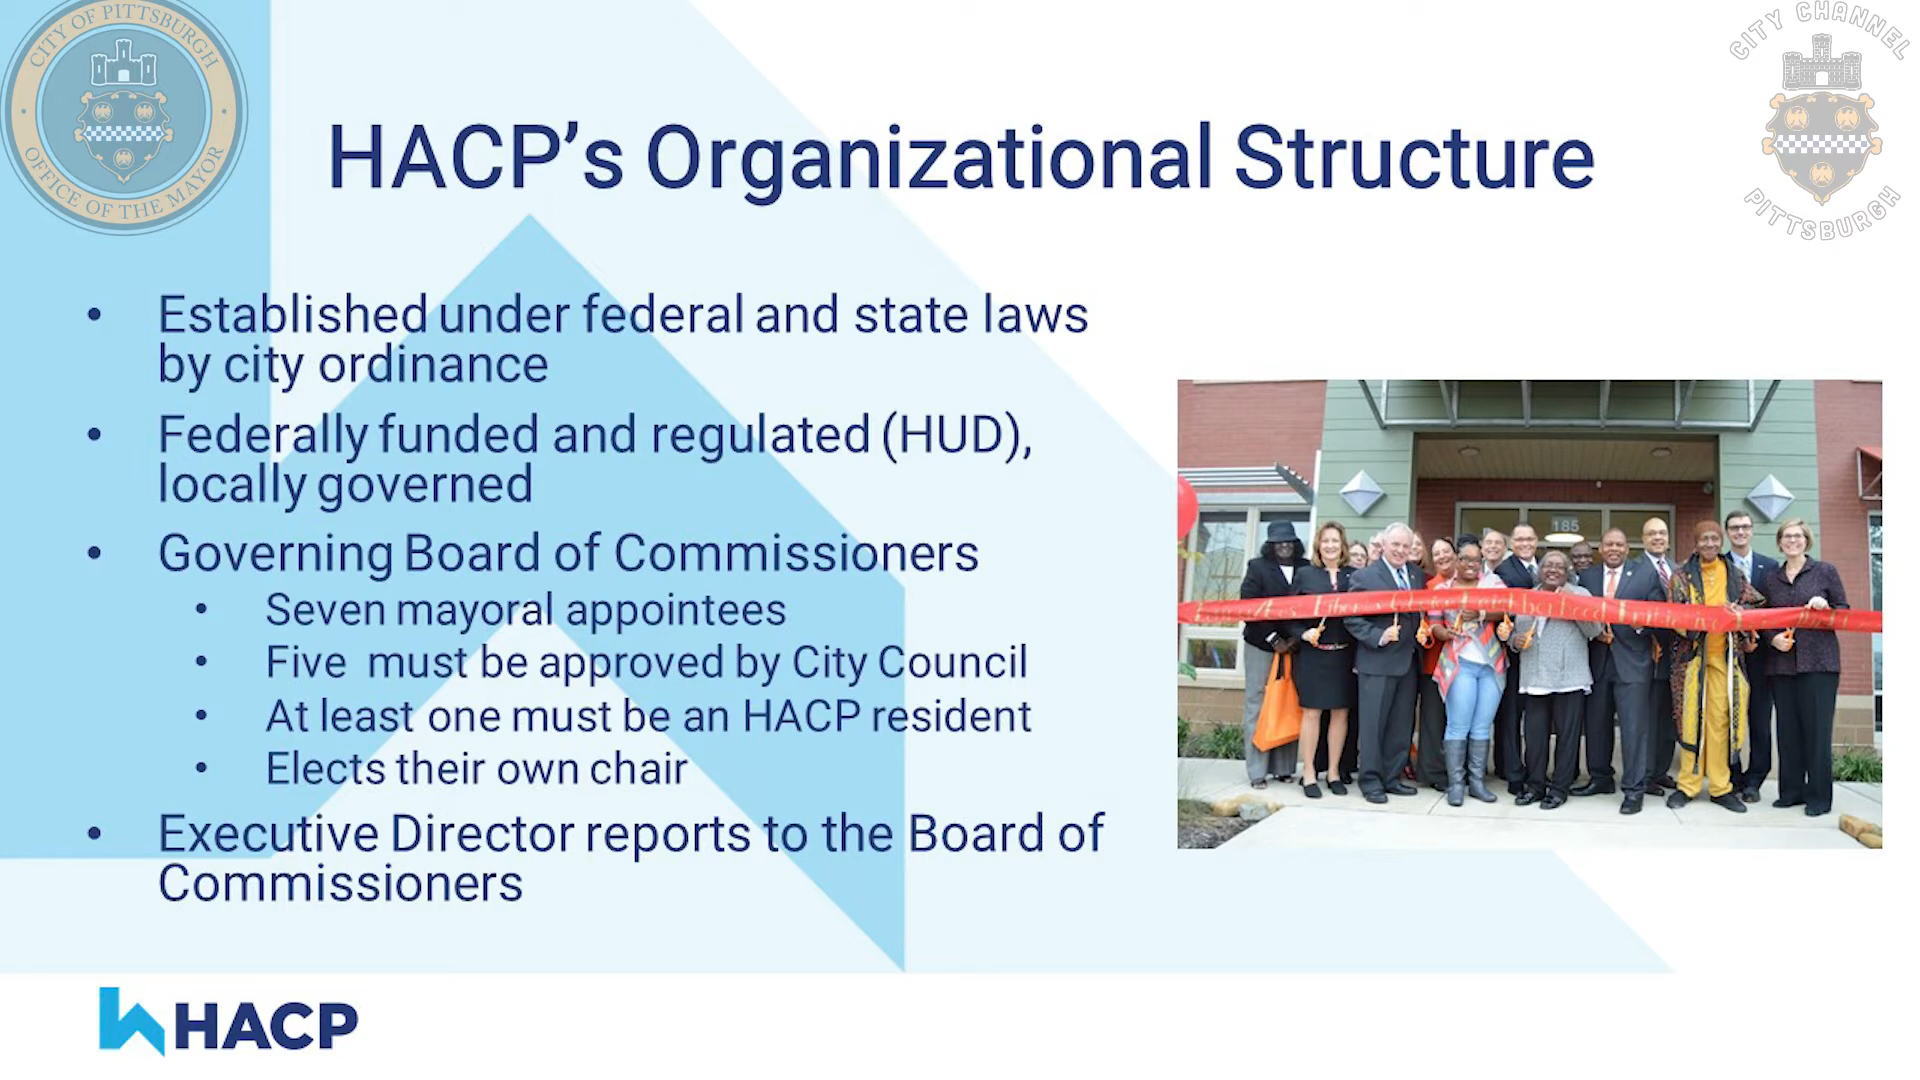 CITY OF PITTSBURGH
OFFICE OF THE MAYOR
CITY CHANNEL
PITTSBURGH
HACP’s Organizational Structure
• Established under federal and state laws
by city ordinance
• Federally funded and regulated (HUD),
locally governed
• Governing Board of Commissioners
• Seven mayoral appointees
• Five must be approved by City Council
• At least one must be an HACP resident
• Elects their own chair
• Executive Director reports to the Board of
Commissioners
185
HACP